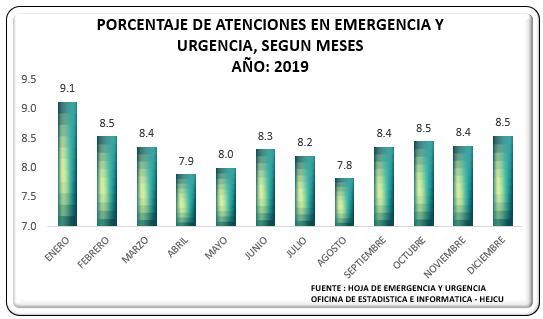 PORCENTAJE DE ATENCIONES EN EMERGENCIA Y
URGENCIA, SEGUN MESES
AÑO: 2019
9.5
9.0
8.5
8.0
7.5
7.0
9.1
8.5
8.4
7.9
8.0
8.3
8.2
7.8
8.4
8.5
8.4
8.5
ENERO
FEBRERO
MARZO
ABRIL
MAYO
JUNIO
JULIO
AGOSTO
SEPTIEMBRE
OCTUBRE
NOVIEMBRE
DICIEMBRE
FUENTE : HOJA DE EMERGENCIA Y URGENCIA
OFICINA DE ESTADISTICA E INFORMATICA - HEJCU